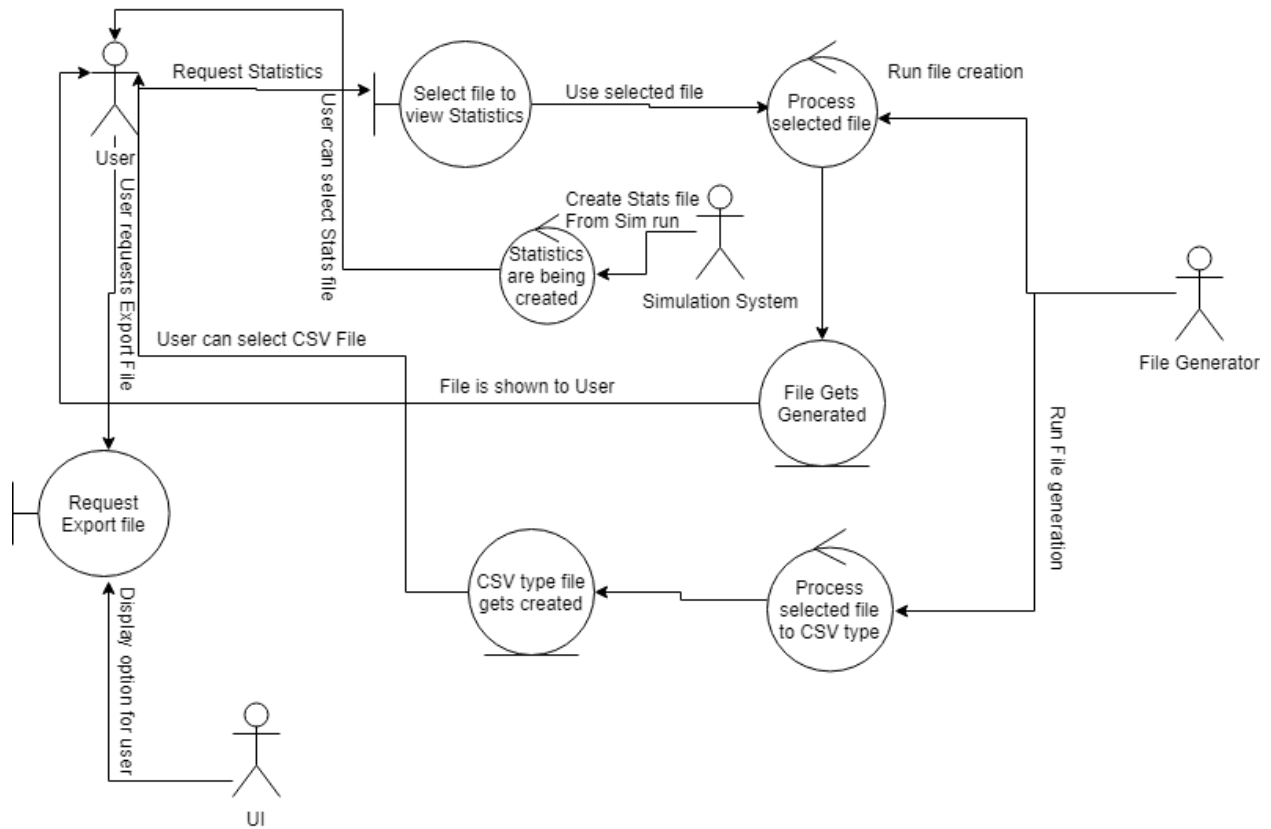 Request Statistics
Select file to
view Statistics
Use selected file
Process
selected file
Run file creation
User
User can select Stats file
User requests Export File
Create Stats file
From Sim run
Statistics
are being
created
Simulation System
File Generator
User can select CSV File
File is shown to User
File Gets
Generated
Run File generation
Request
Export file
CSV type file
gets created
Process
selected file
to CSV type
Display option for user
UI